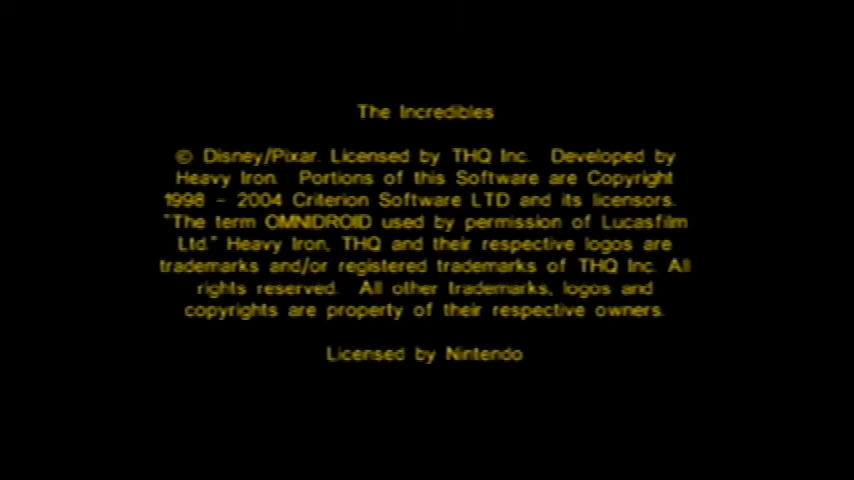 The Incredibles
© Disney/Pixar. Licensed by THQ Inc. Developed by
Heavy Iron. Portions of this Software are Copyright
1998 - 2004 Criterion Software LTD and its licensors.
"The term OMNIDROID used by permission of Lucasfilm
Ltd." Heavy Iron, THQ and their respective logos are
trademarks and/or registered trademarks of THQ Inc. All
rights reserved. All other trademarks, logos and
copyrights are property of their respective owners.
Licensed by Nintendo